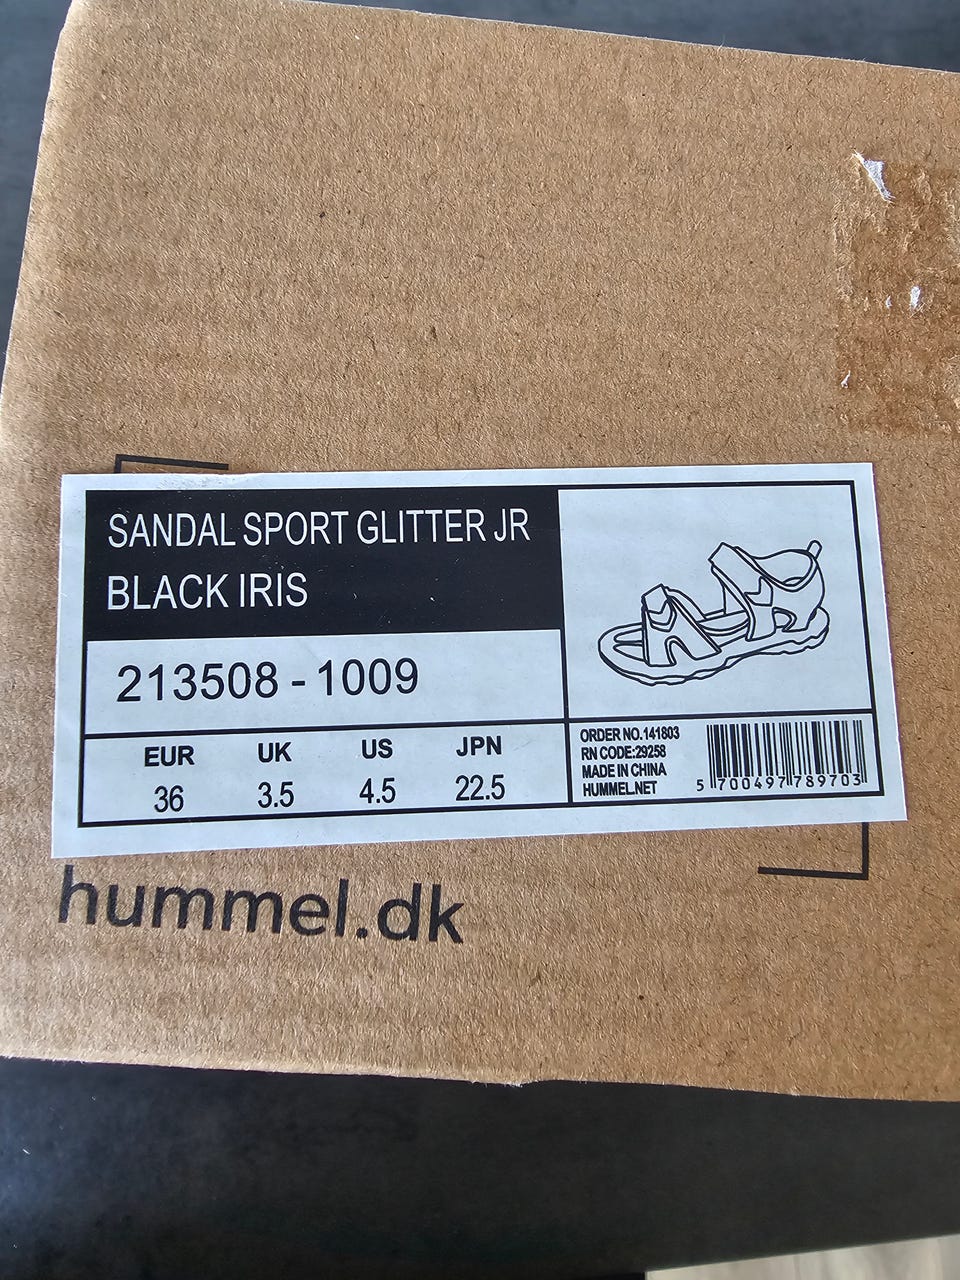 SANDAL SPORT GLITTER JR
BLACK IRIS
213508 - 1009
EUR UK US JPN
36 3.5 4.5 22.5
ORDER NO.141803
RN CODE:29258
MADE IN CHINA
HUMMEL.NET
5 700497 789703
hummel.dk